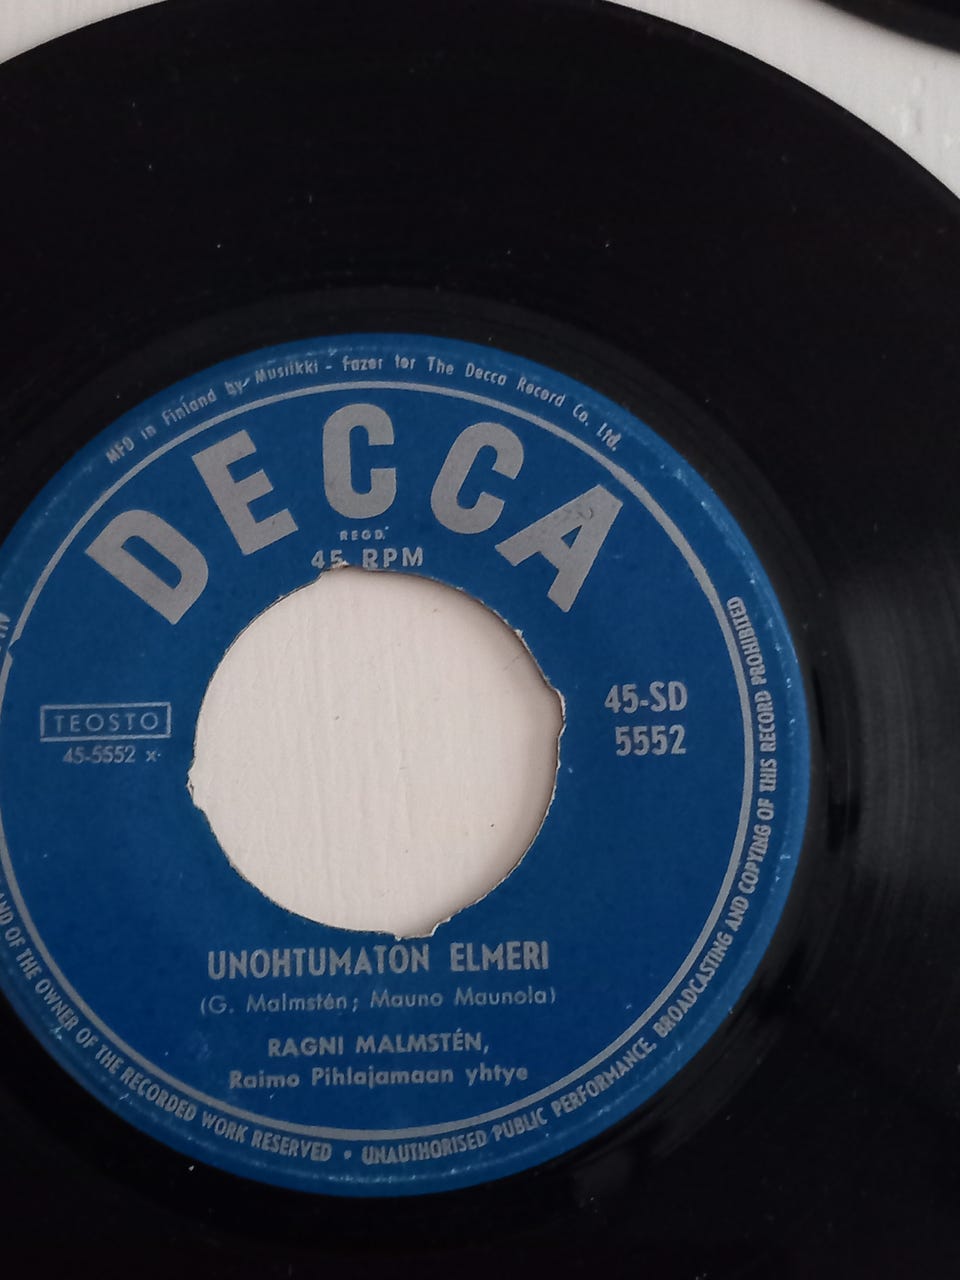 MFD in Finland by Musiikki - Fazer for The Decca Record Co. Ltd.
DECCA
REGD.
45 RPM
TEOSTO
45-5552 x
45-SD
5552
UNOHTUMATON ELMERI
(G. Malmstén; Mauno Maunola)
RAGNI MALMSTÉN,
Raimo Pihlajamaan yhtye
OF THE OWNER OF THE RECORDED WORK RESERVED • UNAUTHORISED PUBLIC PERFORMANCE BROADCASTING AND COPYING OF THIS RECORD PROHIBITED